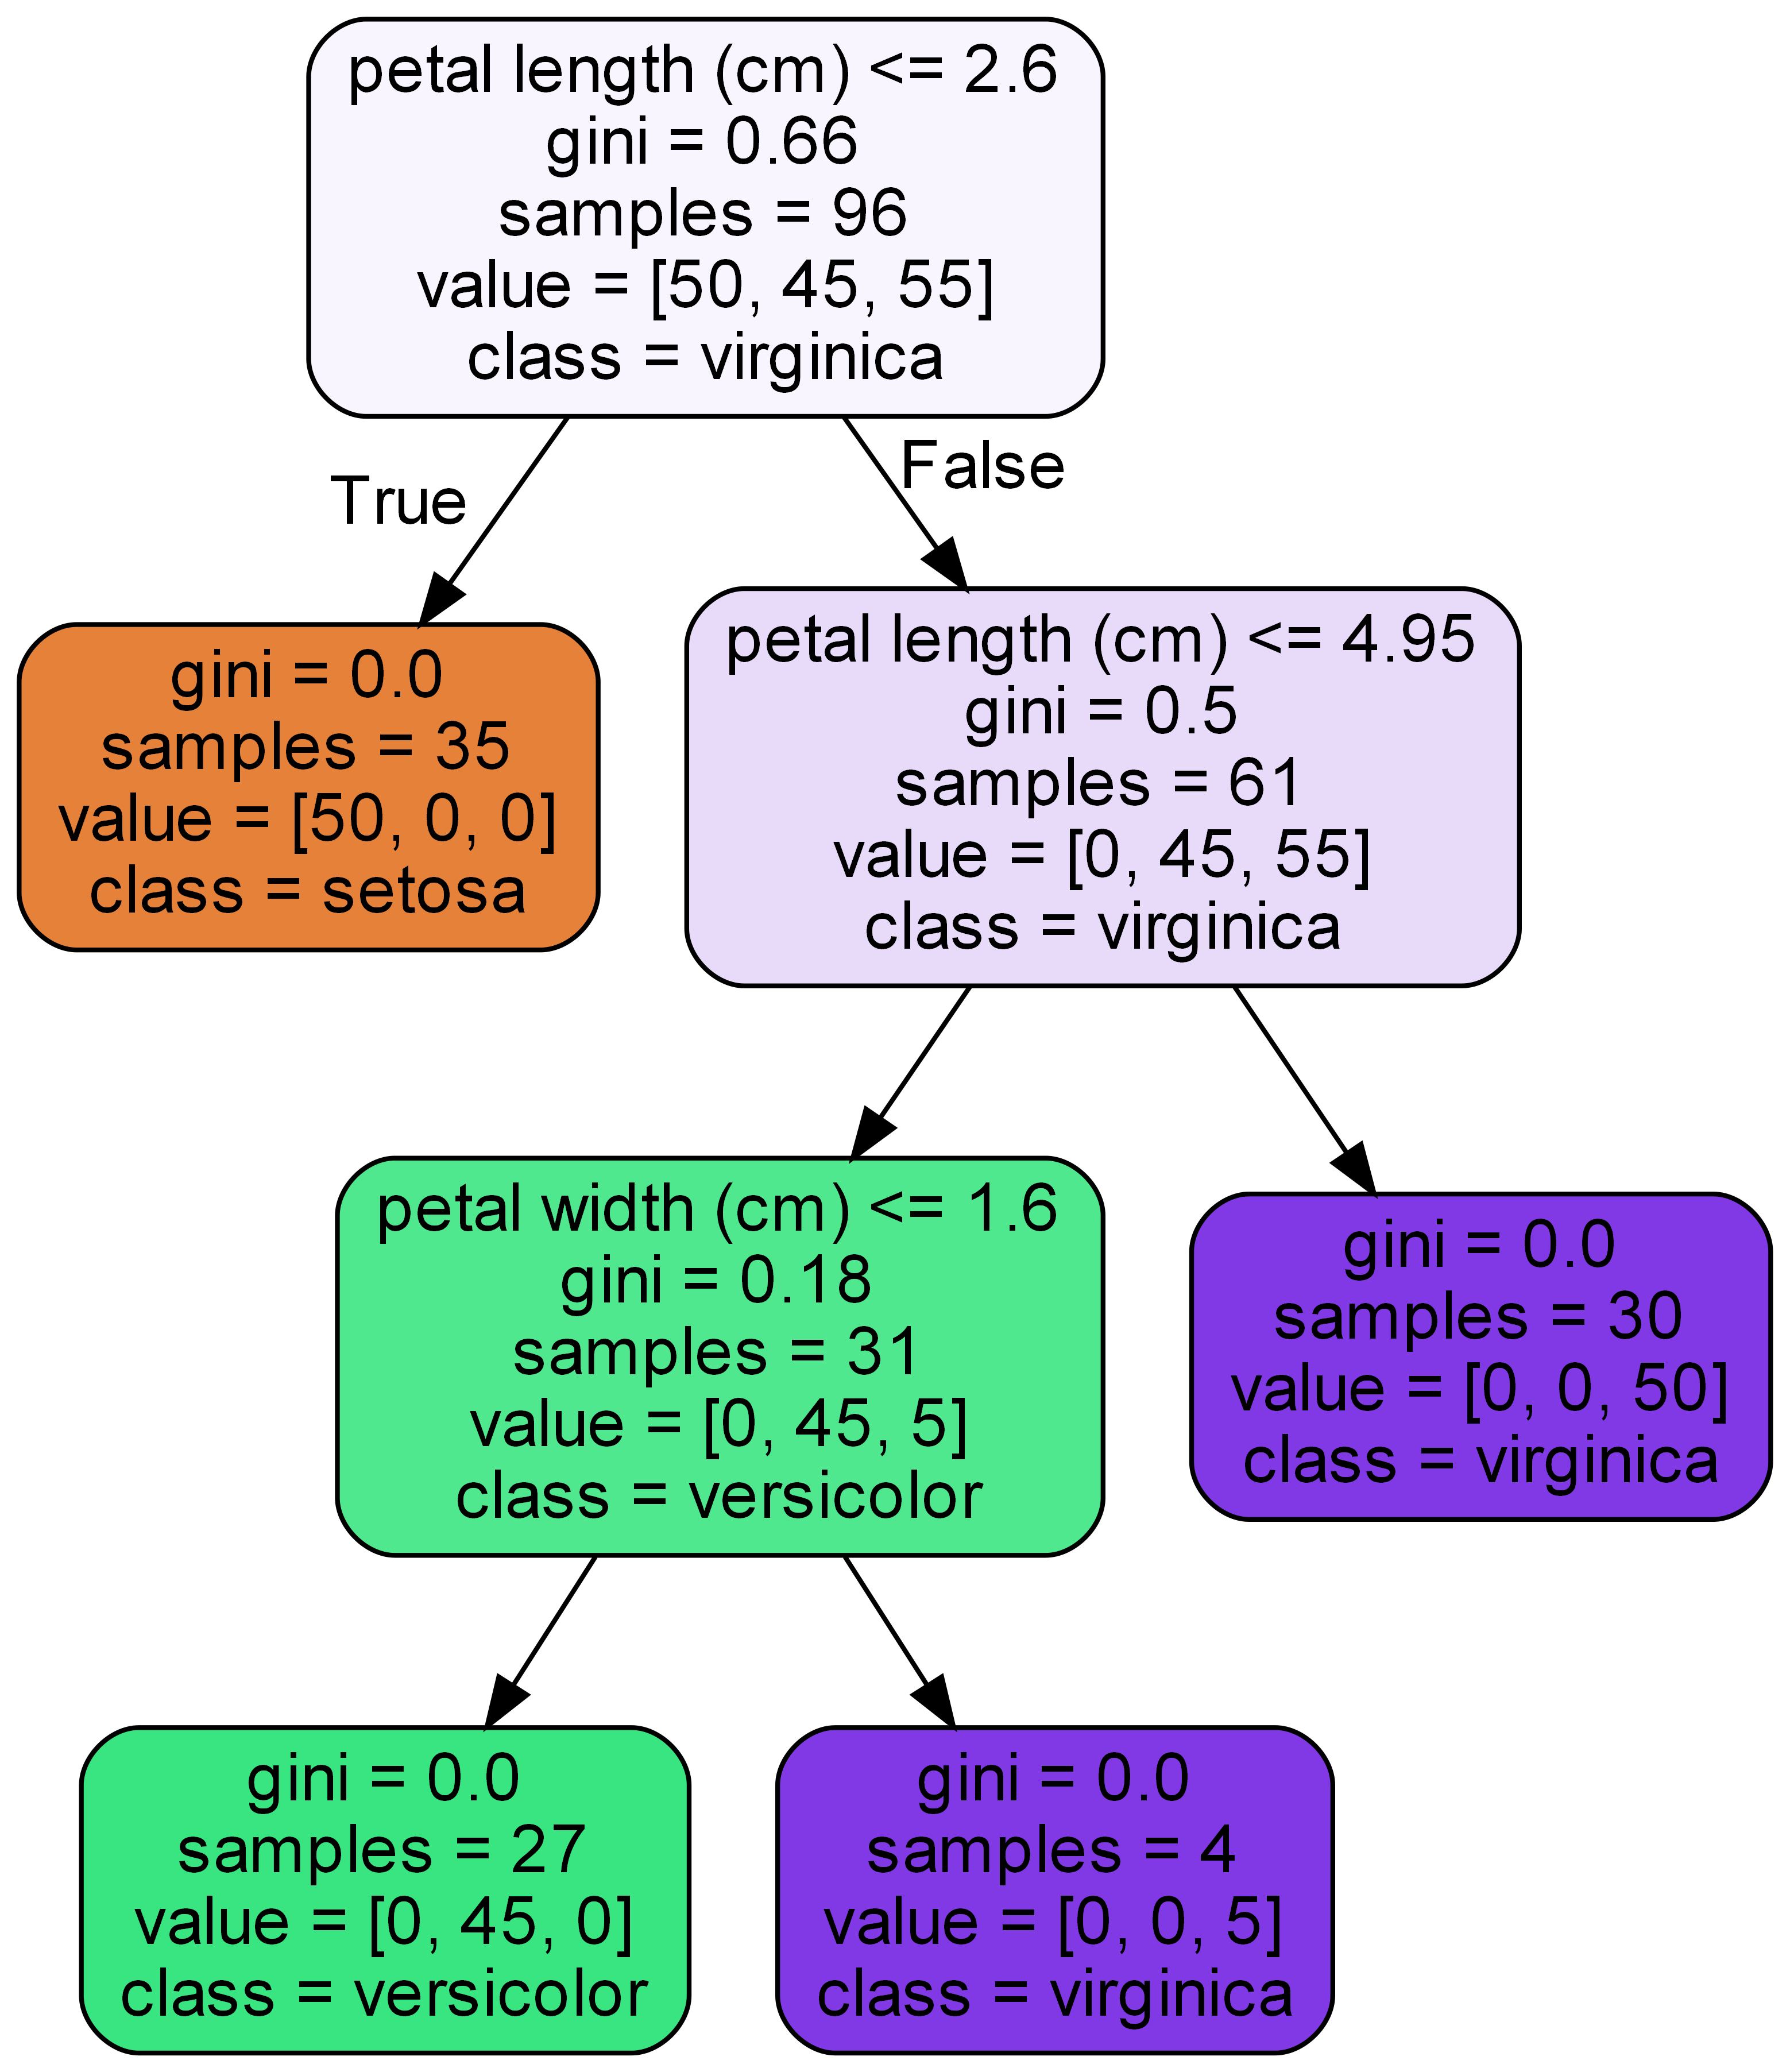 petal length (cm) <= 2.6
gini = 0.66
samples = 96
value = [50, 45, 55]
class = virginica
True
False
gini = 0.0
samples = 35
value = [50, 0, 0]
class = setosa
petal length (cm) <= 4.95
gini = 0.5
samples = 61
value = [0, 45, 55]
class = virginica
petal width (cm) <= 1.6
gini = 0.18
samples = 31
value = [0, 45, 5]
class = versicolor
gini = 0.0
samples = 30
value = [0, 0, 50]
class = virginica
gini = 0.0
samples = 27
value = [0, 45, 0]
class = versicolor
gini = 0.0
samples = 4
value = [0, 0, 5]
class = virginica